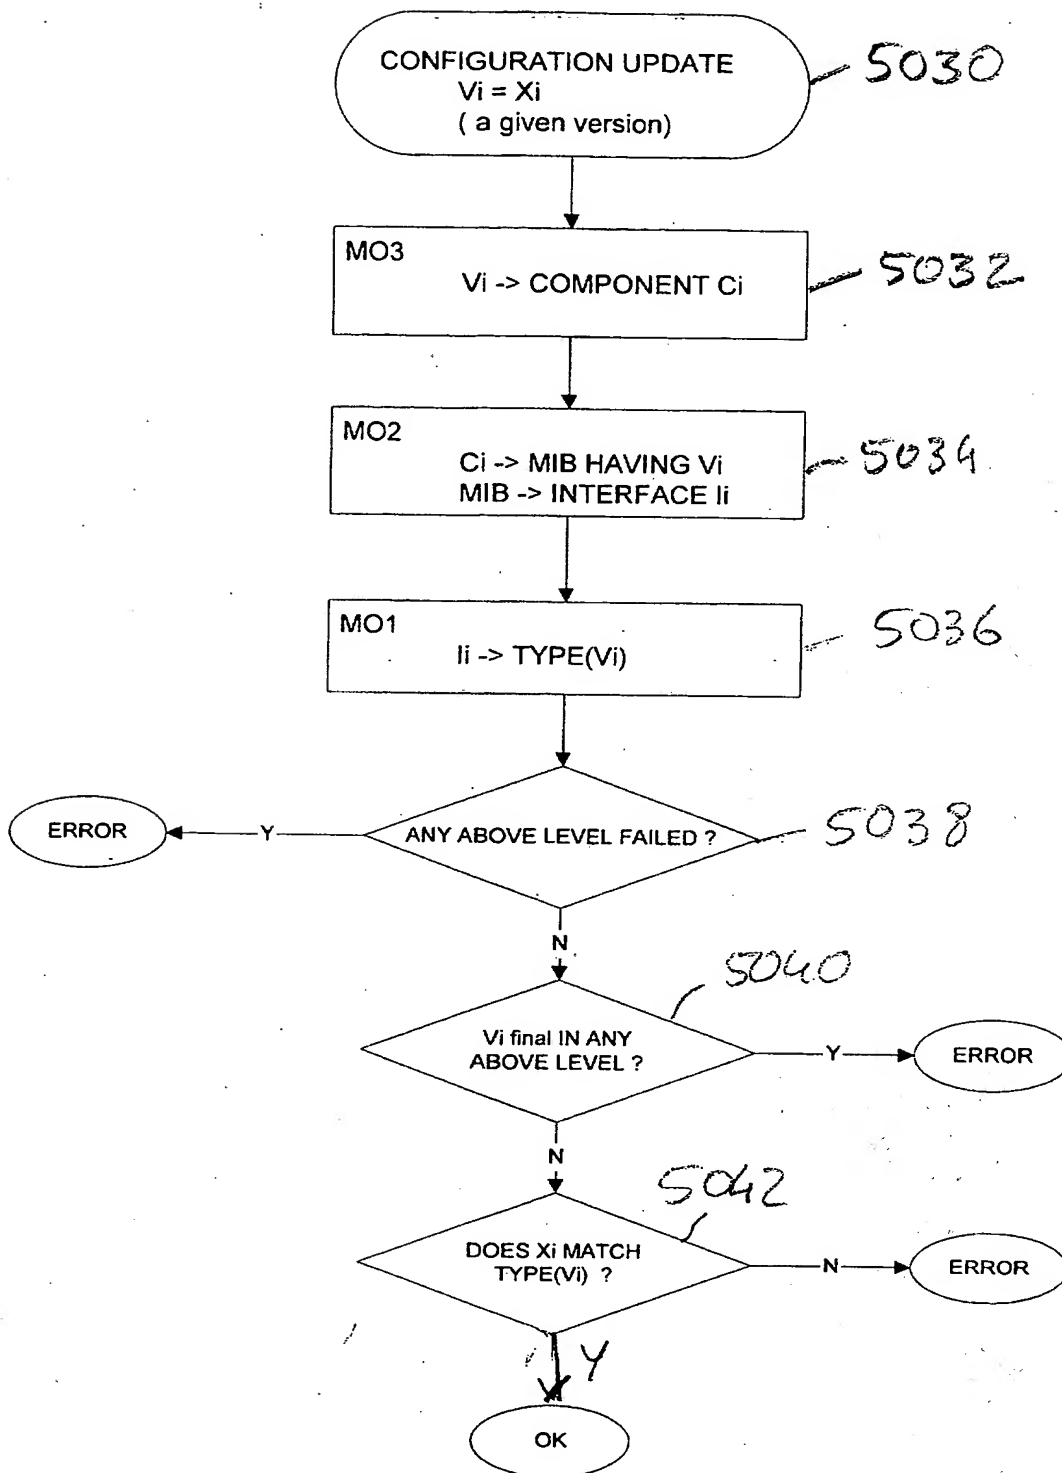 CONFIGURATION UPDATE
Vi = Xi
( a given version)
5030
MO3
Vi -> COMPONENT Ci
5032
MO2
Ci -> MIB HAVING Vi
MIB -> INTERFACE Ii
5034
MO1
Ii -> TYPE(Vi)
5036
ERROR
Y
ANY ABOVE LEVEL FAILED ?
5038
N
5040
Vi final IN ANY
ABOVE LEVEL ?
Y
ERROR
N
5042
DOES Xi MATCH
TYPE(Vi) ?
N
ERROR
Y
OK